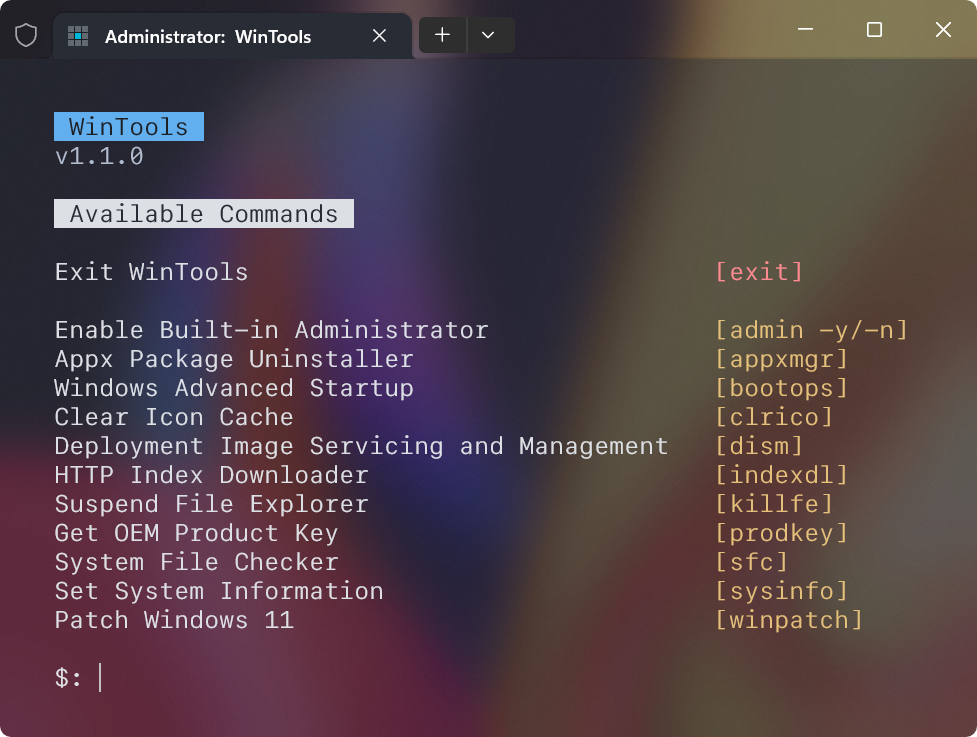 Administrator: WinTools
WinTools
v1.1.0
Available Commands
Exit WinTools [exit]
Enable Built-in Administrator [admin -y/-n]
Appx Package Uninstaller [appxmgr]
Windows Advanced Startup [bootops]
Clear Icon Cache [clrico]
Deployment Image Servicing and Management [dism]
HTTP Index Downloader [indexdl]
Suspend File Explorer [killfe]
Get OEM Product Key [prodkey]
System File Checker [sfc]
Set System Information [sysinfo]
Patch Windows 11 [winpatch]
$: